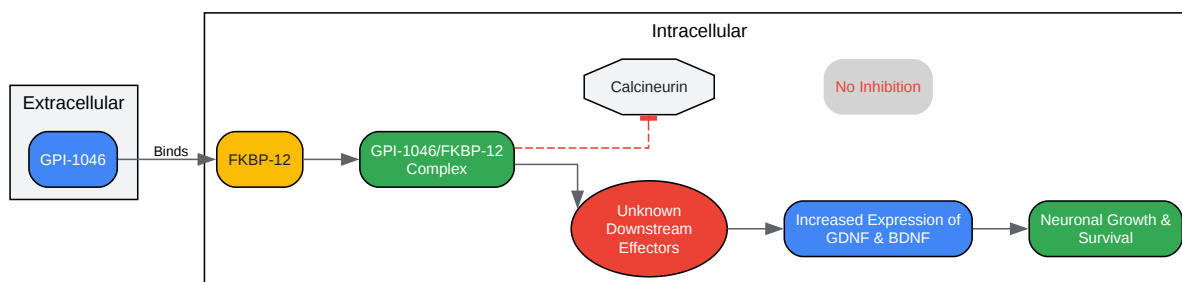 Intracellular
Extracellular
GPI-1046
Binds
FKBP-12
GPI-1046/FKBP-12
Complex
Calcineurin
No Inhibition
Unknown
Downstream
Effectors
Increased Expression of
GDNF & BDNF
Neuronal Growth &
Survival